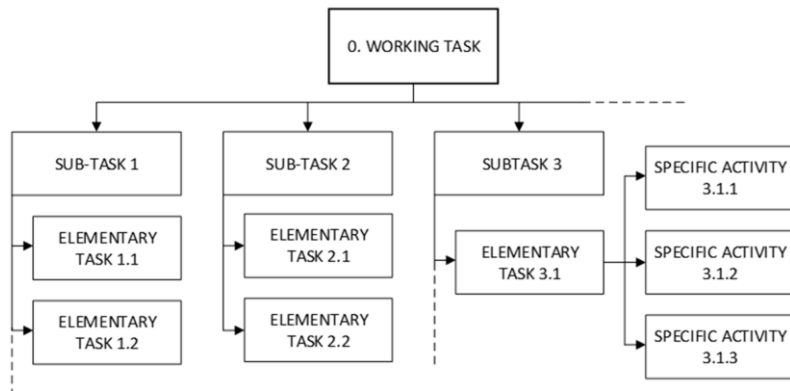 0. WORKING TASK
SUB-TASK 1
SUB-TASK 2
SUBTASK 3
SPECIFIC ACTIVITY
3.1.1
ELEMENTARY
TASK 1.1
ELEMENTARY
TASK 2.1
ELEMENTARY
TASK 3.1
SPECIFIC ACTIVITY
3.1.2
ELEMENTARY
TASK 1.2
ELEMENTARY
TASK 2.2
SPECIFIC ACTIVITY
3.1.3